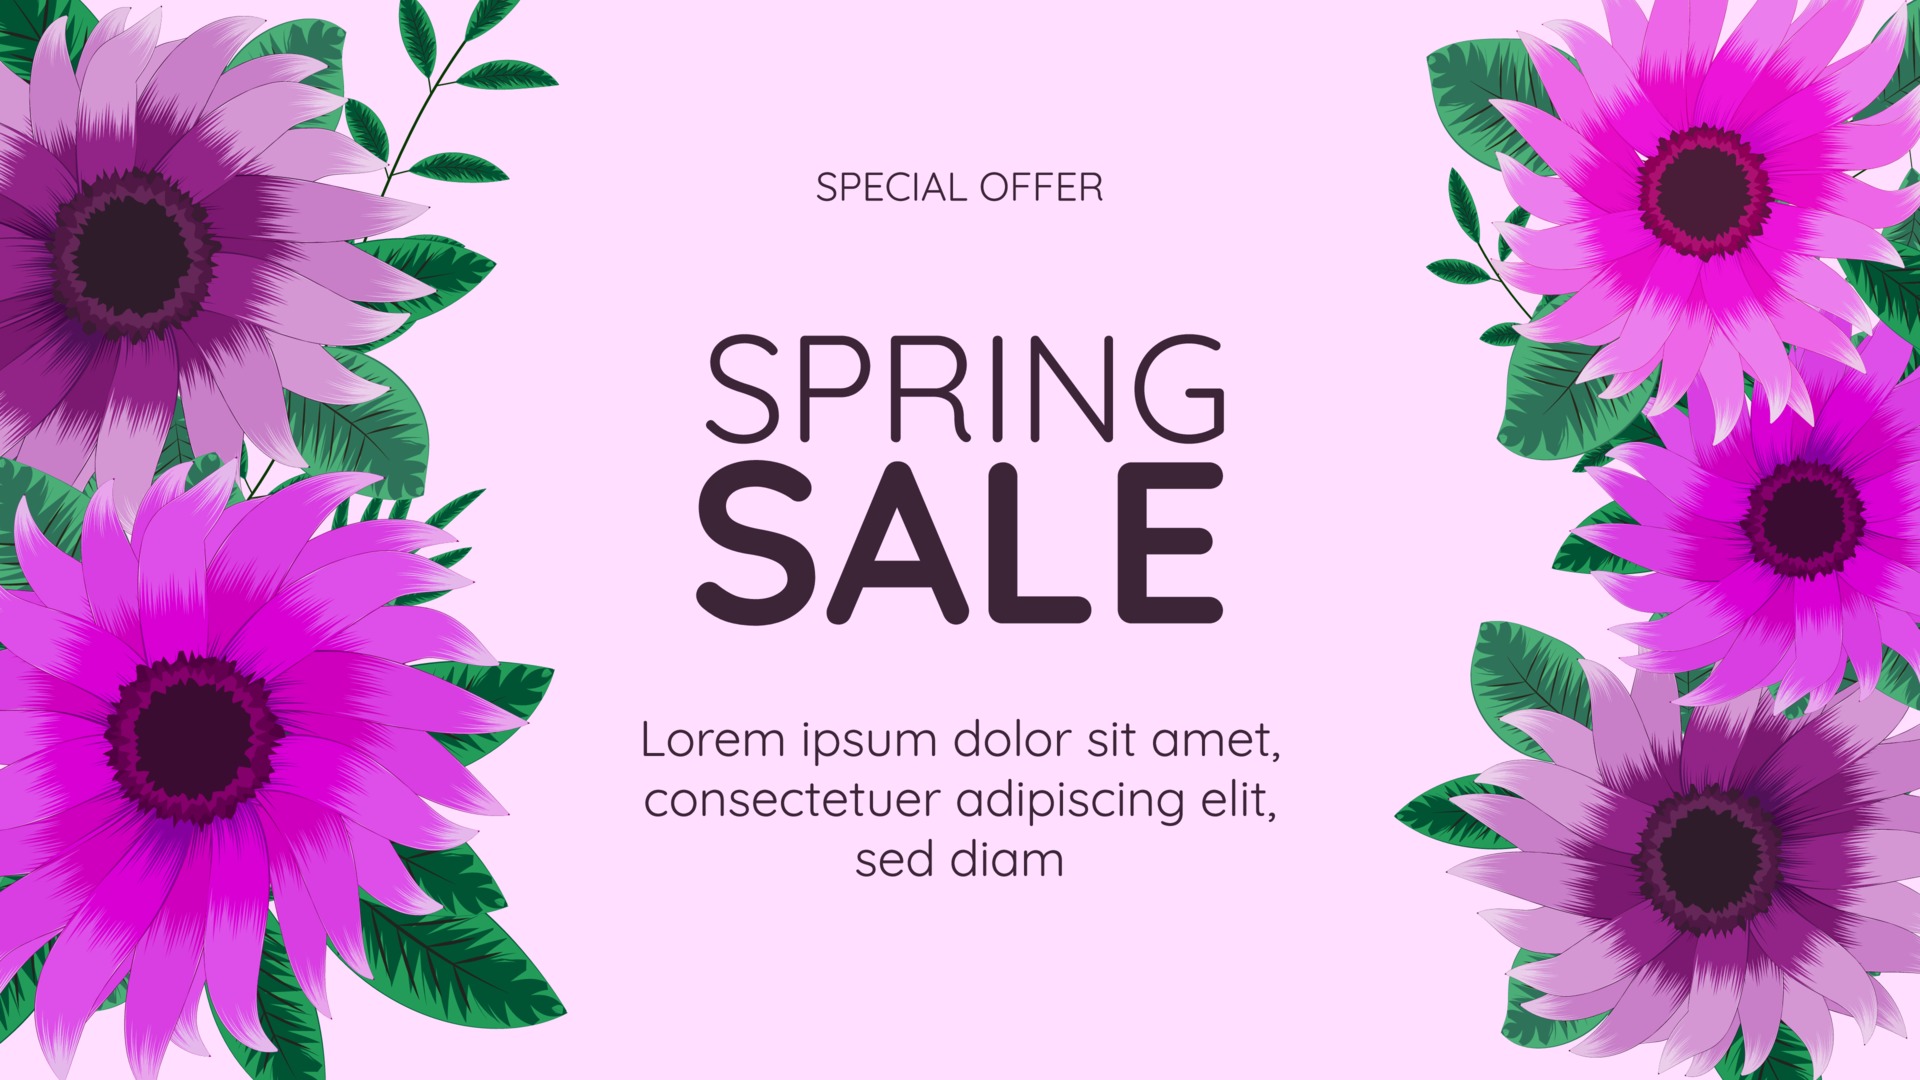 SPECIAL OFFER
SPRING
SALE
Lorem ipsum dolor sit amet,
consectetuer adipiscing elit,
sed diam